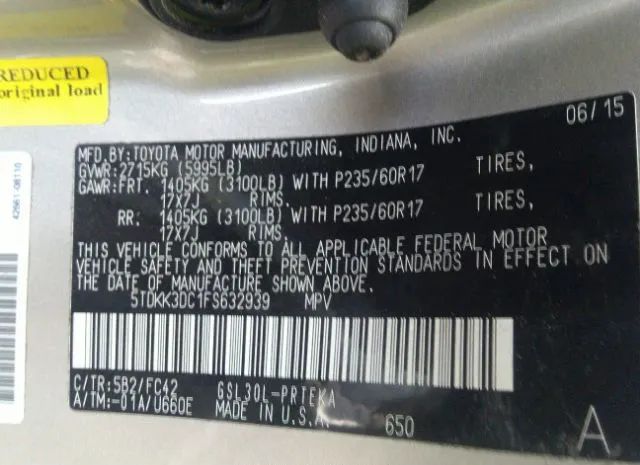 REDUCED
original load
42661-08110
06/15
MFD.BY:TOYOTA MOTOR MANUFACTURING, INDIANA, INC.
GVWR:2715KG (5995LB)
GAWR:FRT. 1405KG (3100LB) WITH P235/60R17 TIRES,
17X7J RIMS.
RR: 1405KG (3100LB) WITH P235/60R17 TIRES,
17X7J RIMS.
THIS VEHICLE CONFORMS TO ALL APPLICABLE FEDERAL MOTOR
VEHICLE SAFETY AND THEFT PREVENTION STANDARDS IN EFFECT ON
THE DATE OF MANUFACTURE SHOWN ABOVE.
5TDKK3DC1FS632939 MPV
C/TR:5B2/FC42 GSL30L-PRTEKA
A/TM:-01A/U660E MADE IN U.S.A. 650
A